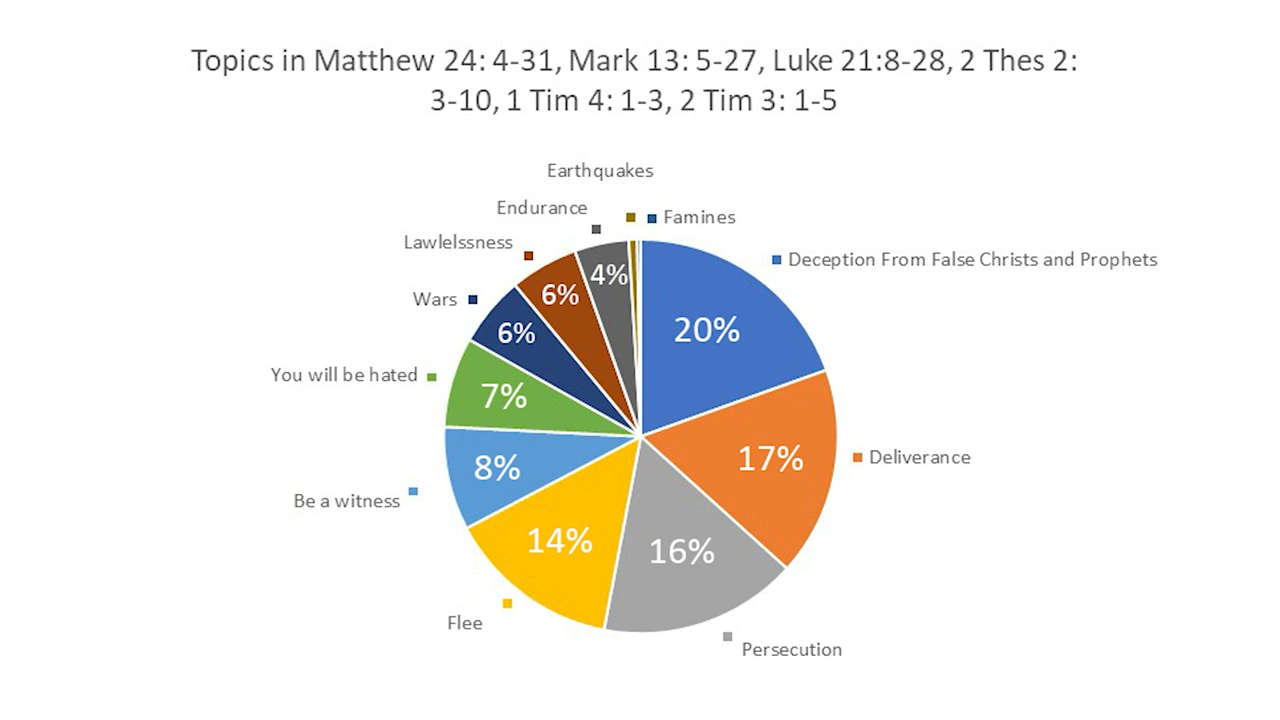 Topics in Matthew 24: 4-31, Mark 13: 5-27, Luke 21:8-28, 2 Thes 2:
3-10, 1 Tim 4: 1-3, 2 Tim 3: 1-5
Earthquakes
Endurance
Famines
Lawlelssness
Deception From False Christs and Prophets
4%
6%
Wars
6%
20%
You will be hated
7%
17%
Deliverance
8%
Be a witness
14%
16%
Flee
Persecution